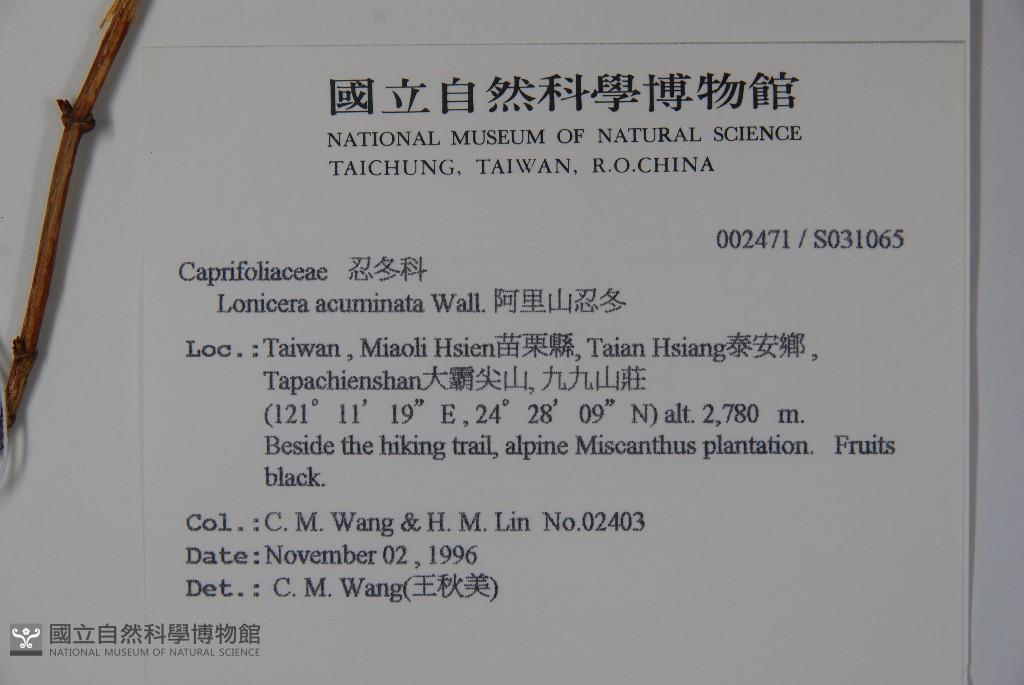 國立自然科學博物館
NATIONAL MUSEUM OF NATURAL SCIENCE
TAICHUNG, TAIWAN, R.O.CHINA
002471 / S031065
Caprifoliaceae 忍冬科
Lonicera acuminata Wall. 阿里山忍冬
Loc.:Taiwan , Miaoli Hsien苗栗縣, Taian Hsiang泰安鄉 ,
Tapachienshan大霸尖山, 九九山莊
(121° 11’ 19” E , 24° 28’ 09” N) alt. 2,780 m.
Beside the hiking trail, alpine Miscanthus plantation. Fruits
black.
Col.:C. M. Wang & H. M. Lin No.02403
Date:November 02 , 1996
Det.: C. M. Wang(王秋美)
國立自然科學博物館
NATIONAL MUSEUM OF NATURAL SCIENCE